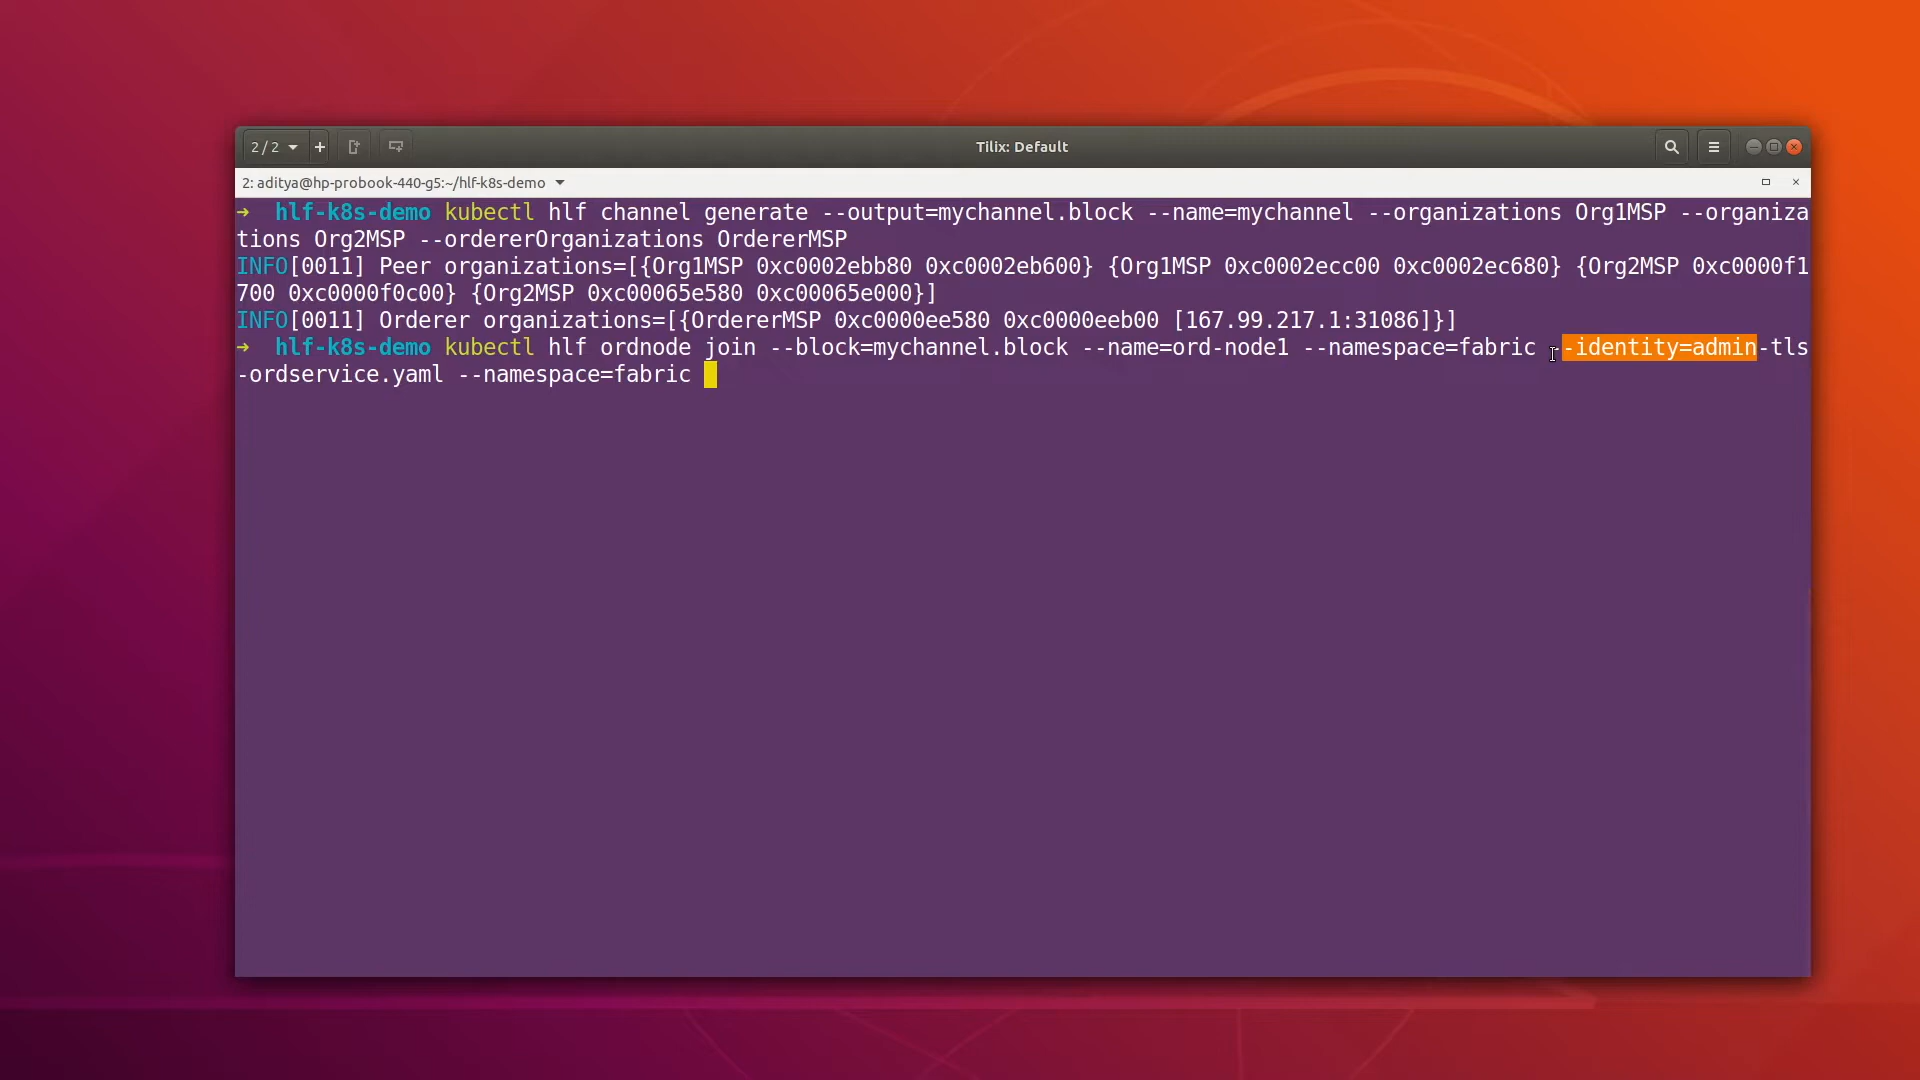 2 / 2
Tilix: Default
2: aditya@hp-probook-440-g5:~/hlf-k8s-demo
➜ hlf-k8s-demo kubectl hlf channel generate --output=mychannel.block --name=mychannel --organizations Org1MSP --organiza
tions Org2MSP --ordererOrganizations OrdererMSP
INFO[0011] Peer organizations=[{Org1MSP 0xc0002ebb80 0xc0002eb600} {Org1MSP 0xc0002ecc00 0xc0002ec680} {Org2MSP 0xc0000f1
700 0xc0000f0c00} {Org2MSP 0xc00065e580 0xc00065e000}]
INFO[0011] Orderer organizations=[{OrdererMSP 0xc0000ee580 0xc0000eeb00 [167.99.217.1:31086]}]
➜ hlf-k8s-demo kubectl hlf ordnode join --block=mychannel.block --name=ord-node1 --namespace=fabric --identity=admin-tls
-ordservice.yaml --namespace=fabric